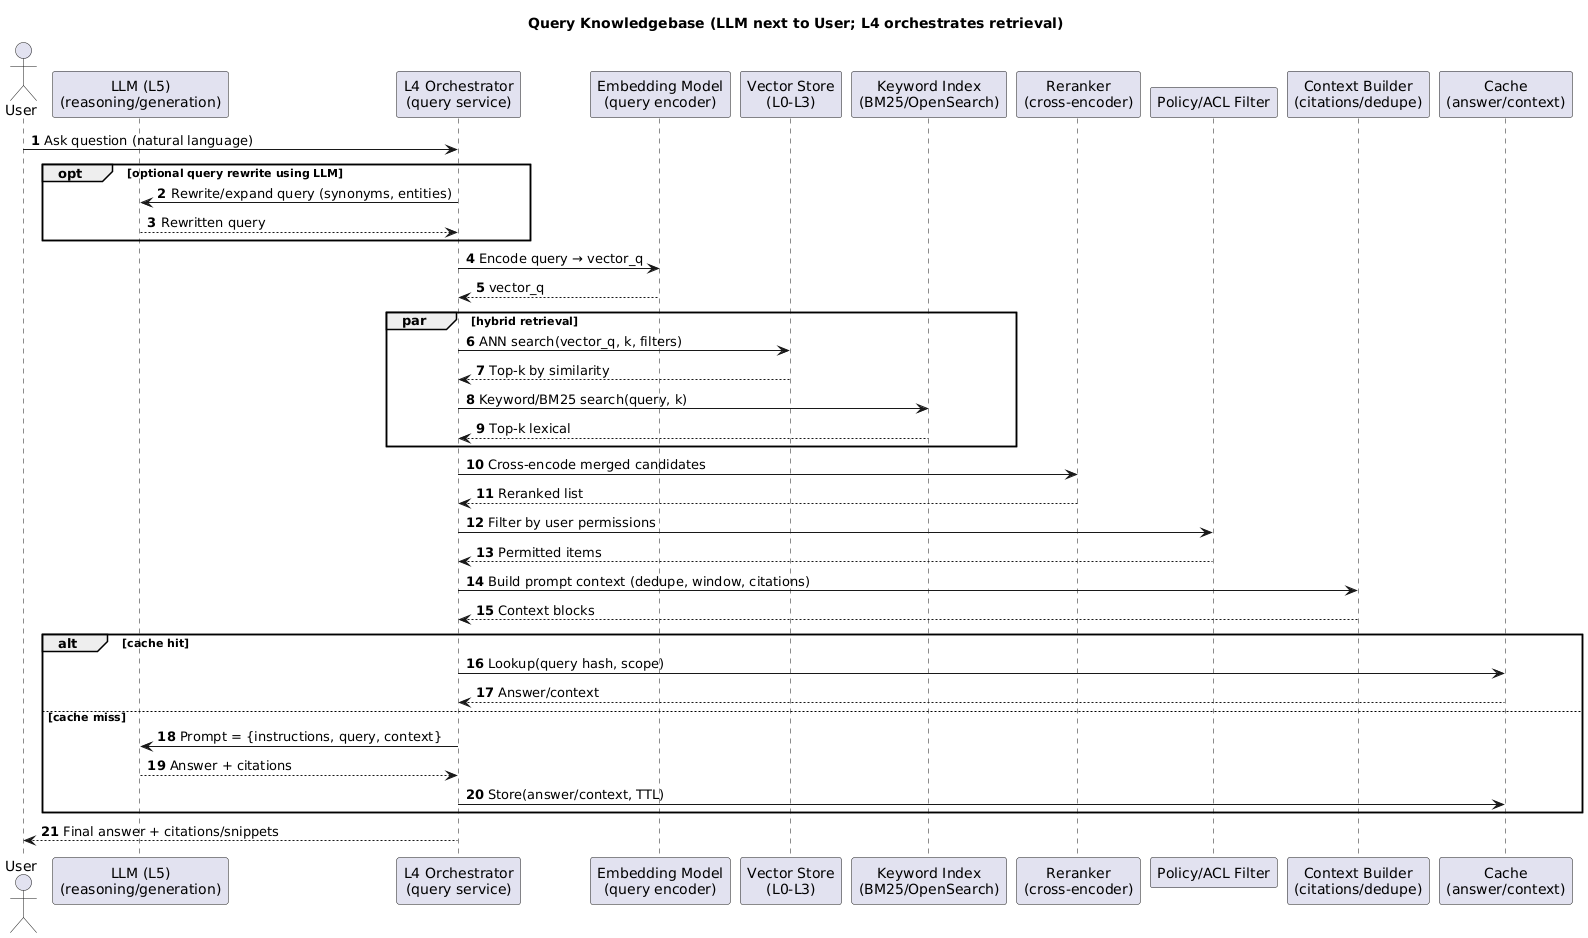 Query Knowledgebase (LLM next to User; L4 orchestrates retrieval)
User
LLM (L5)
(reasoning/generation)
L4 Orchestrator
(query service)
Embedding Model
(query encoder)
Vector Store
(L0-L3)
Keyword Index
(BM25/OpenSearch)
Reranker
(cross-encoder)
Policy/ACL Filter
Context Builder
(citations/dedupe)
Cache
(answer/context)
1 Ask question (natural language)
opt [optional query rewrite using LLM]
2 Rewrite/expand query (synonyms, entities)
3 Rewritten query
4 Encode query → vector_q
5 vector_q
par [hybrid retrieval]
6 ANN search(vector_q, k, filters)
7 Top-k by similarity
8 Keyword/BM25 search(query, k)
9 Top-k lexical
10 Cross-encode merged candidates
11 Reranked list
12 Filter by user permissions
13 Permitted items
14 Build prompt context (dedupe, window, citations)
15 Context blocks
alt [cache hit]
16 Lookup(query hash, scope)
17 Answer/context
[cache miss]
18 Prompt = {instructions, query, context}
19 Answer + citations
20 Store(answer/context, TTL)
21 Final answer + citations/snippets
User
LLM (L5)
(reasoning/generation)
L4 Orchestrator
(query service)
Embedding Model
(query encoder)
Vector Store
(L0-L3)
Keyword Index
(BM25/OpenSearch)
Reranker
(cross-encoder)
Policy/ACL Filter
Context Builder
(citations/dedupe)
Cache
(answer/context)